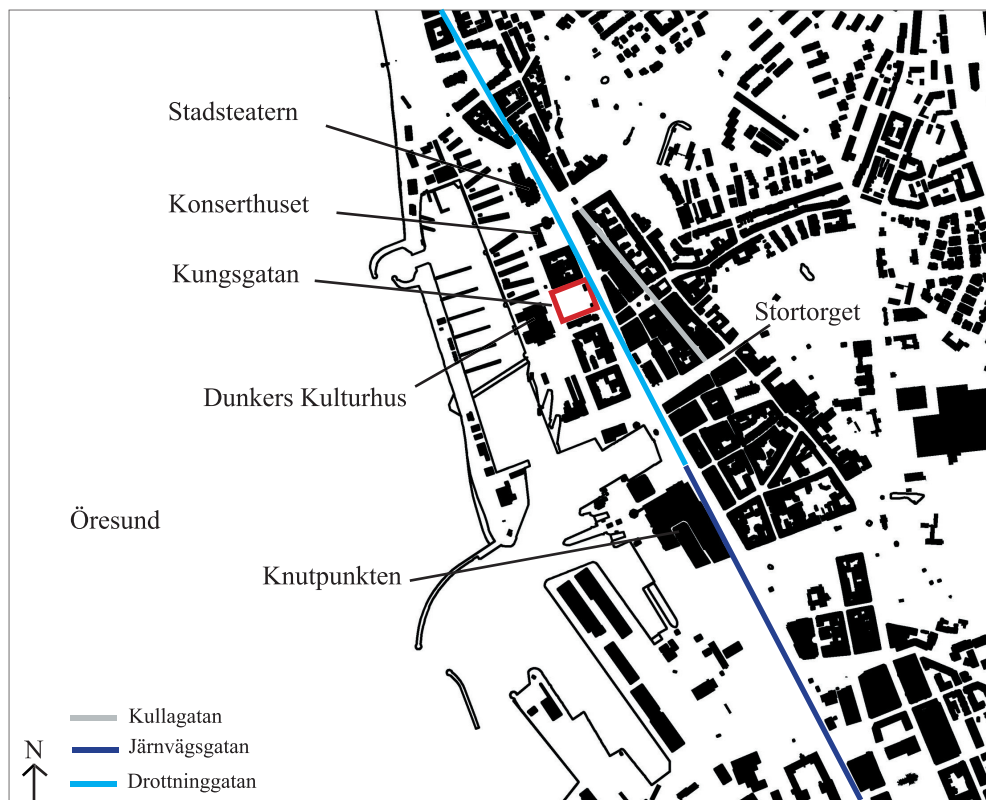 Stadsteatern
Konserthuset
Kungsgatan
Stortorget
Dunkers Kulturhus
Öresund
Knutpunkten
Kullagatan
Järnvägsgatan
N
Drottninggatan